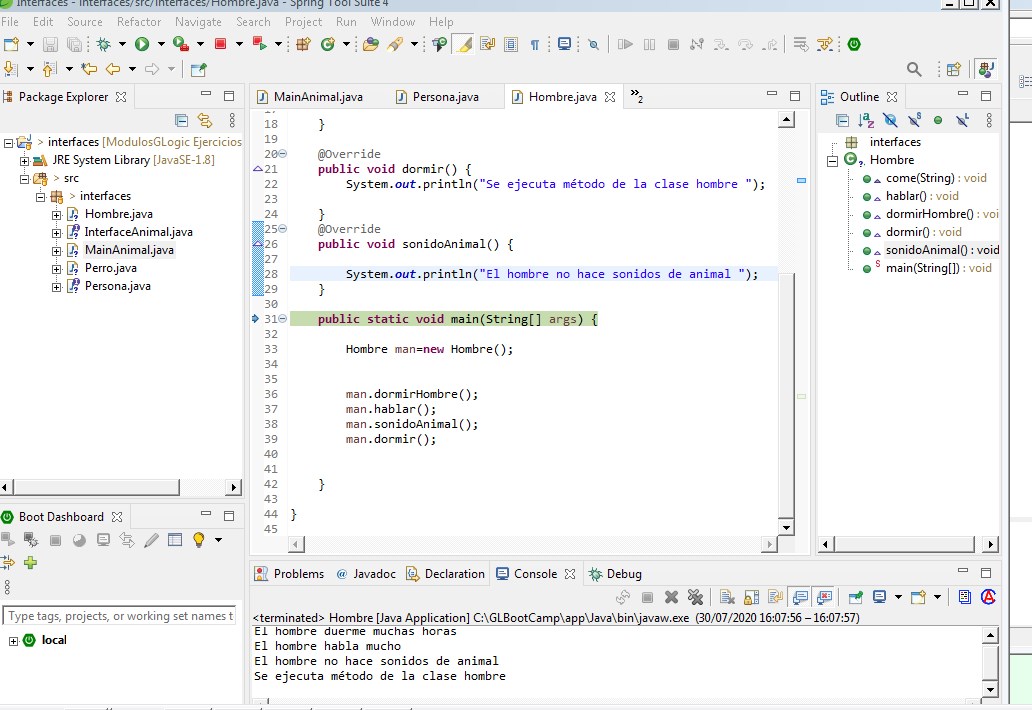 Interfaces - interfaces/src/interfaces/Hombre.java - Spring Tool Suite 4
File Edit Source Refactor Navigate Search Project Run Window Help
Package Explorer
interfaces [ModulosGLogic Ejercicios
JRE System Library [JavaSE-1.8]
src
interfaces
Hombre.java
InterfaceAnimal.java
MainAnimal.java
Perro.java
Persona.java
Boot Dashboard
Type tags, projects, or working set names t
local
MainAnimal.java Persona.java Hombre.java »2
18 }
19
20 @Override
21 public void dormir() {
22 System.out.println("Se ejecuta método de la clase hombre ");
23
24 }
25 @Override
26 public void sonidoAnimal() {
27
28 System.out.println("El hombre no hace sonidos de animal ");
29 }
30
31 public static void main(String[] args) {
32
33 Hombre man=new Hombre();
34
35
36 man.dormirHombre();
37 man.hablar();
38 man.sonidoAnimal();
39 man.dormir();
40
41
42 }
43
44 }
45
Outline
interfaces
Hombre
come(String) : void
hablar() : void
dormirHombre() : voi
dormir() : void
sonidoAnimal() : void
main(String[]) : void
Problems @ Javadoc Declaration Console Debug
<terminated> Hombre [Java Application] C:\GLBootCamp\app\Java\bin\javaw.exe (30/07/2020 16:07:56 – 16:07:57)
El hombre duerme muchas horas
El hombre habla mucho
El hombre no hace sonidos de animal
Se ejecuta método de la clase hombre